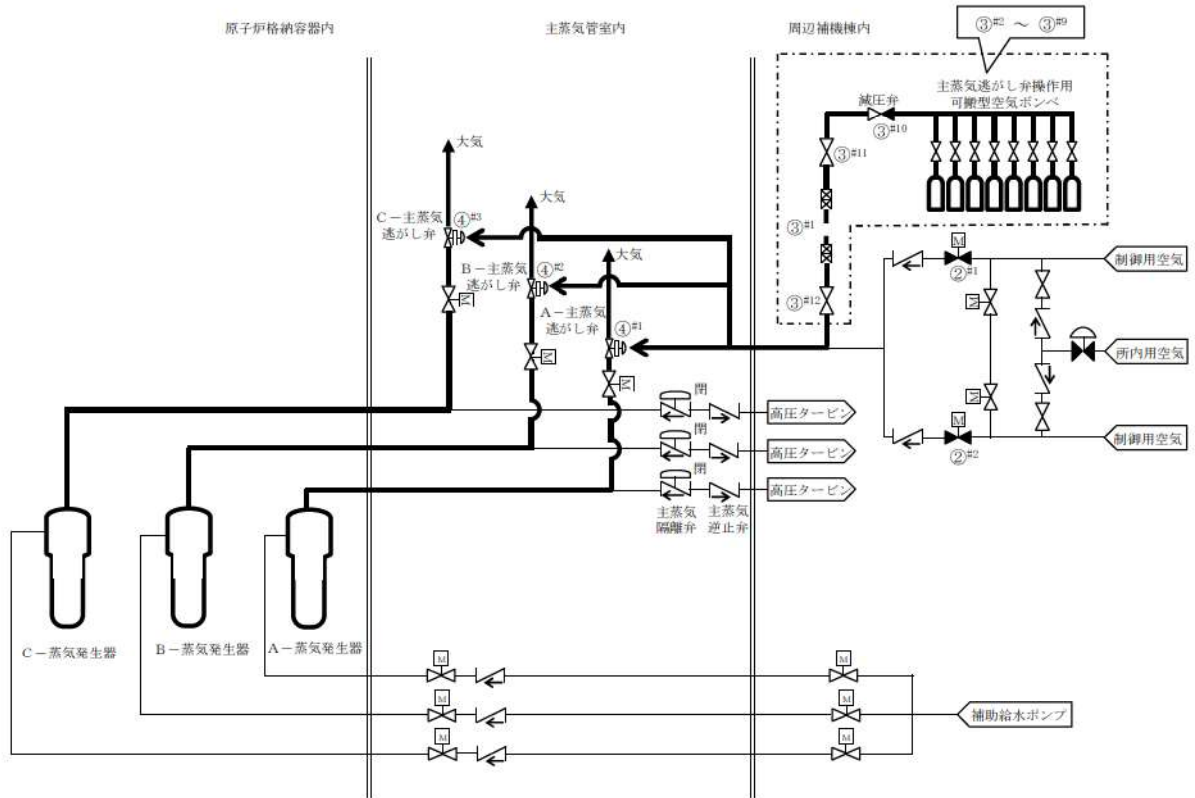 原子炉格納容器内
主蒸気管室内
周辺補機棟内
③#2 ～ ③#9
主蒸気逃がし弁操作用
可搬型空気ボンベ
減圧弁
③#10
③#11
③#1
③#12
大気
C－主蒸気
逃がし弁
④#3
大気
B－主蒸気
逃がし弁
④#2
大気
A－主蒸気
逃がし弁
④#1
M
M
M
M
②#1
制御用空気
M
所内用空気
M
M
②#2
制御用空気
閉
高圧タービン
閉
高圧タービン
閉
高圧タービン
主蒸気
隔離弁
主蒸気
逆止弁
C－蒸気発生器
B－蒸気発生器
A－蒸気発生器
M
M
M
M
M
M
補助給水ポンプ